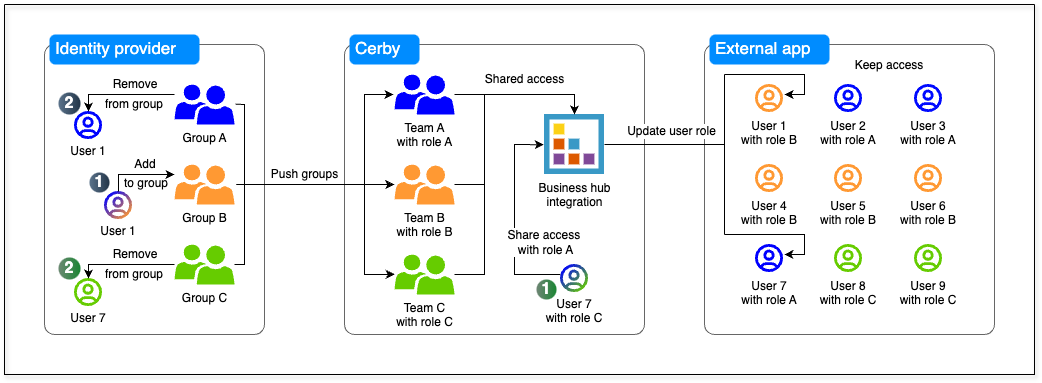 Identity provider
Remove
from group
2
User 1
Group A
Add
to group
1
User 1
Group B
Remove
from group
2
User 7
Group C
Push groups
Cerby
Shared access
Team A
with role A
Team B
with role B
Team C
with role C
Business hub
integration
Share access
with role A
1
User 7
with role C
Update user role
External app
Keep access
User 1
with role B
User 2
with role A
User 3
with role A
User 4
with role B
User 5
with role B
User 6
with role B
User 7
with role A
User 8
with role C
User 9
with role C